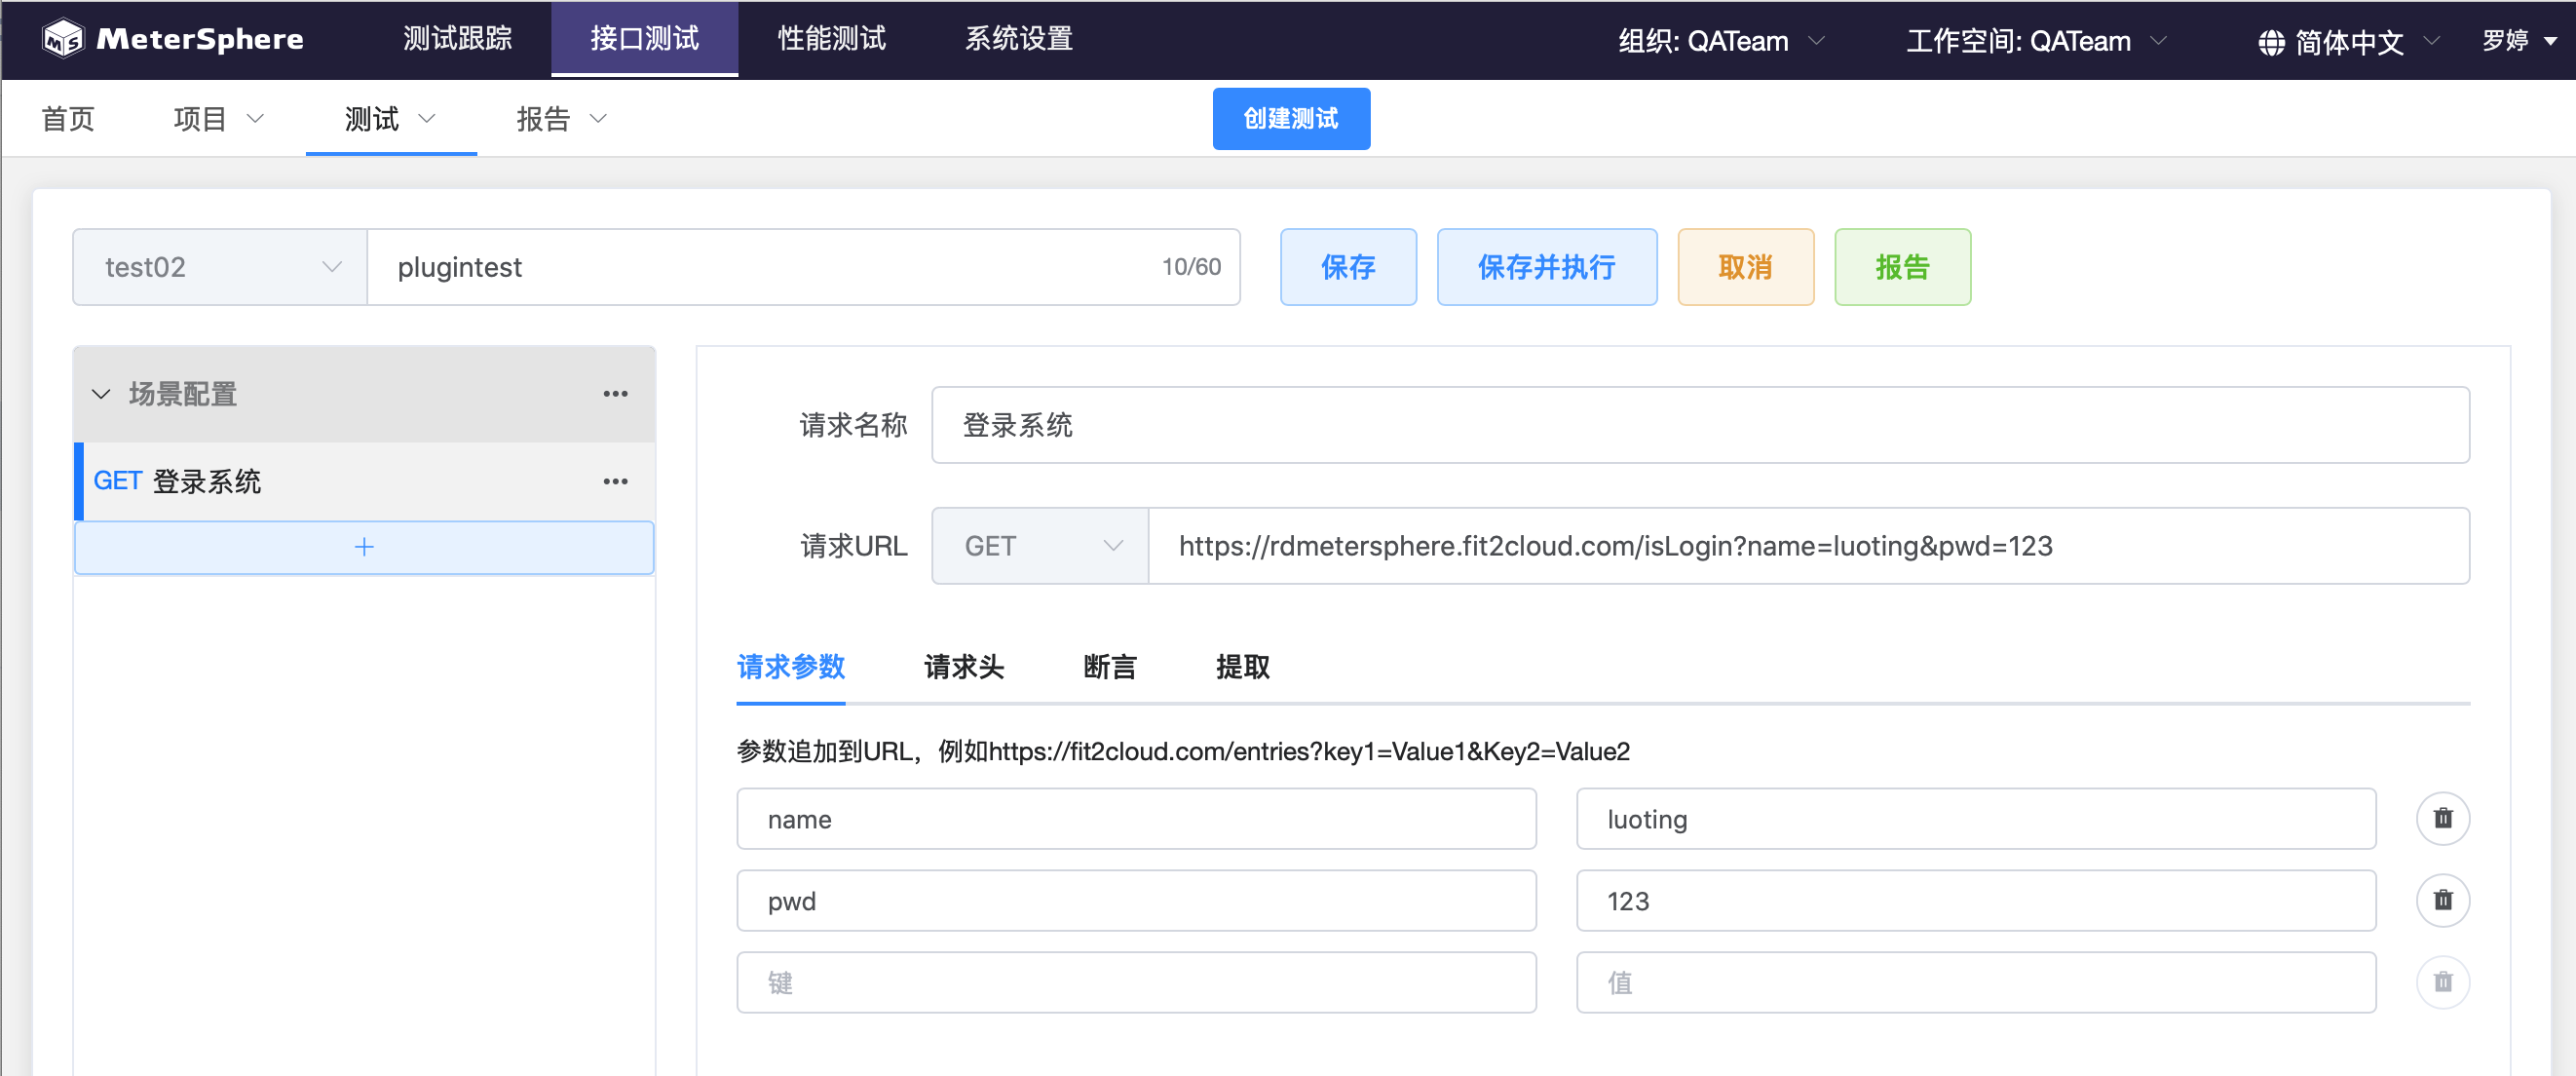 MeterSphere 测试跟踪 接口测试 性能测试 系统设置 组织: QATeam 工作空间: QATeam 简体中文 罗婷
首页 项目 测试 报告 创建测试
test02 plugintest 10/60 保存 保存并执行 取消 报告
场景配置
GET 登录系统
请求名称 登录系统
请求URL GET https://rdmetersphere.fit2cloud.com/isLogin?name=luoting&pwd=123
请求参数 请求头 断言 提取
参数追加到URL，例如https://fit2cloud.com/entries?key1=Value1&Key2=Value2
name luoting
pwd 123
键 值